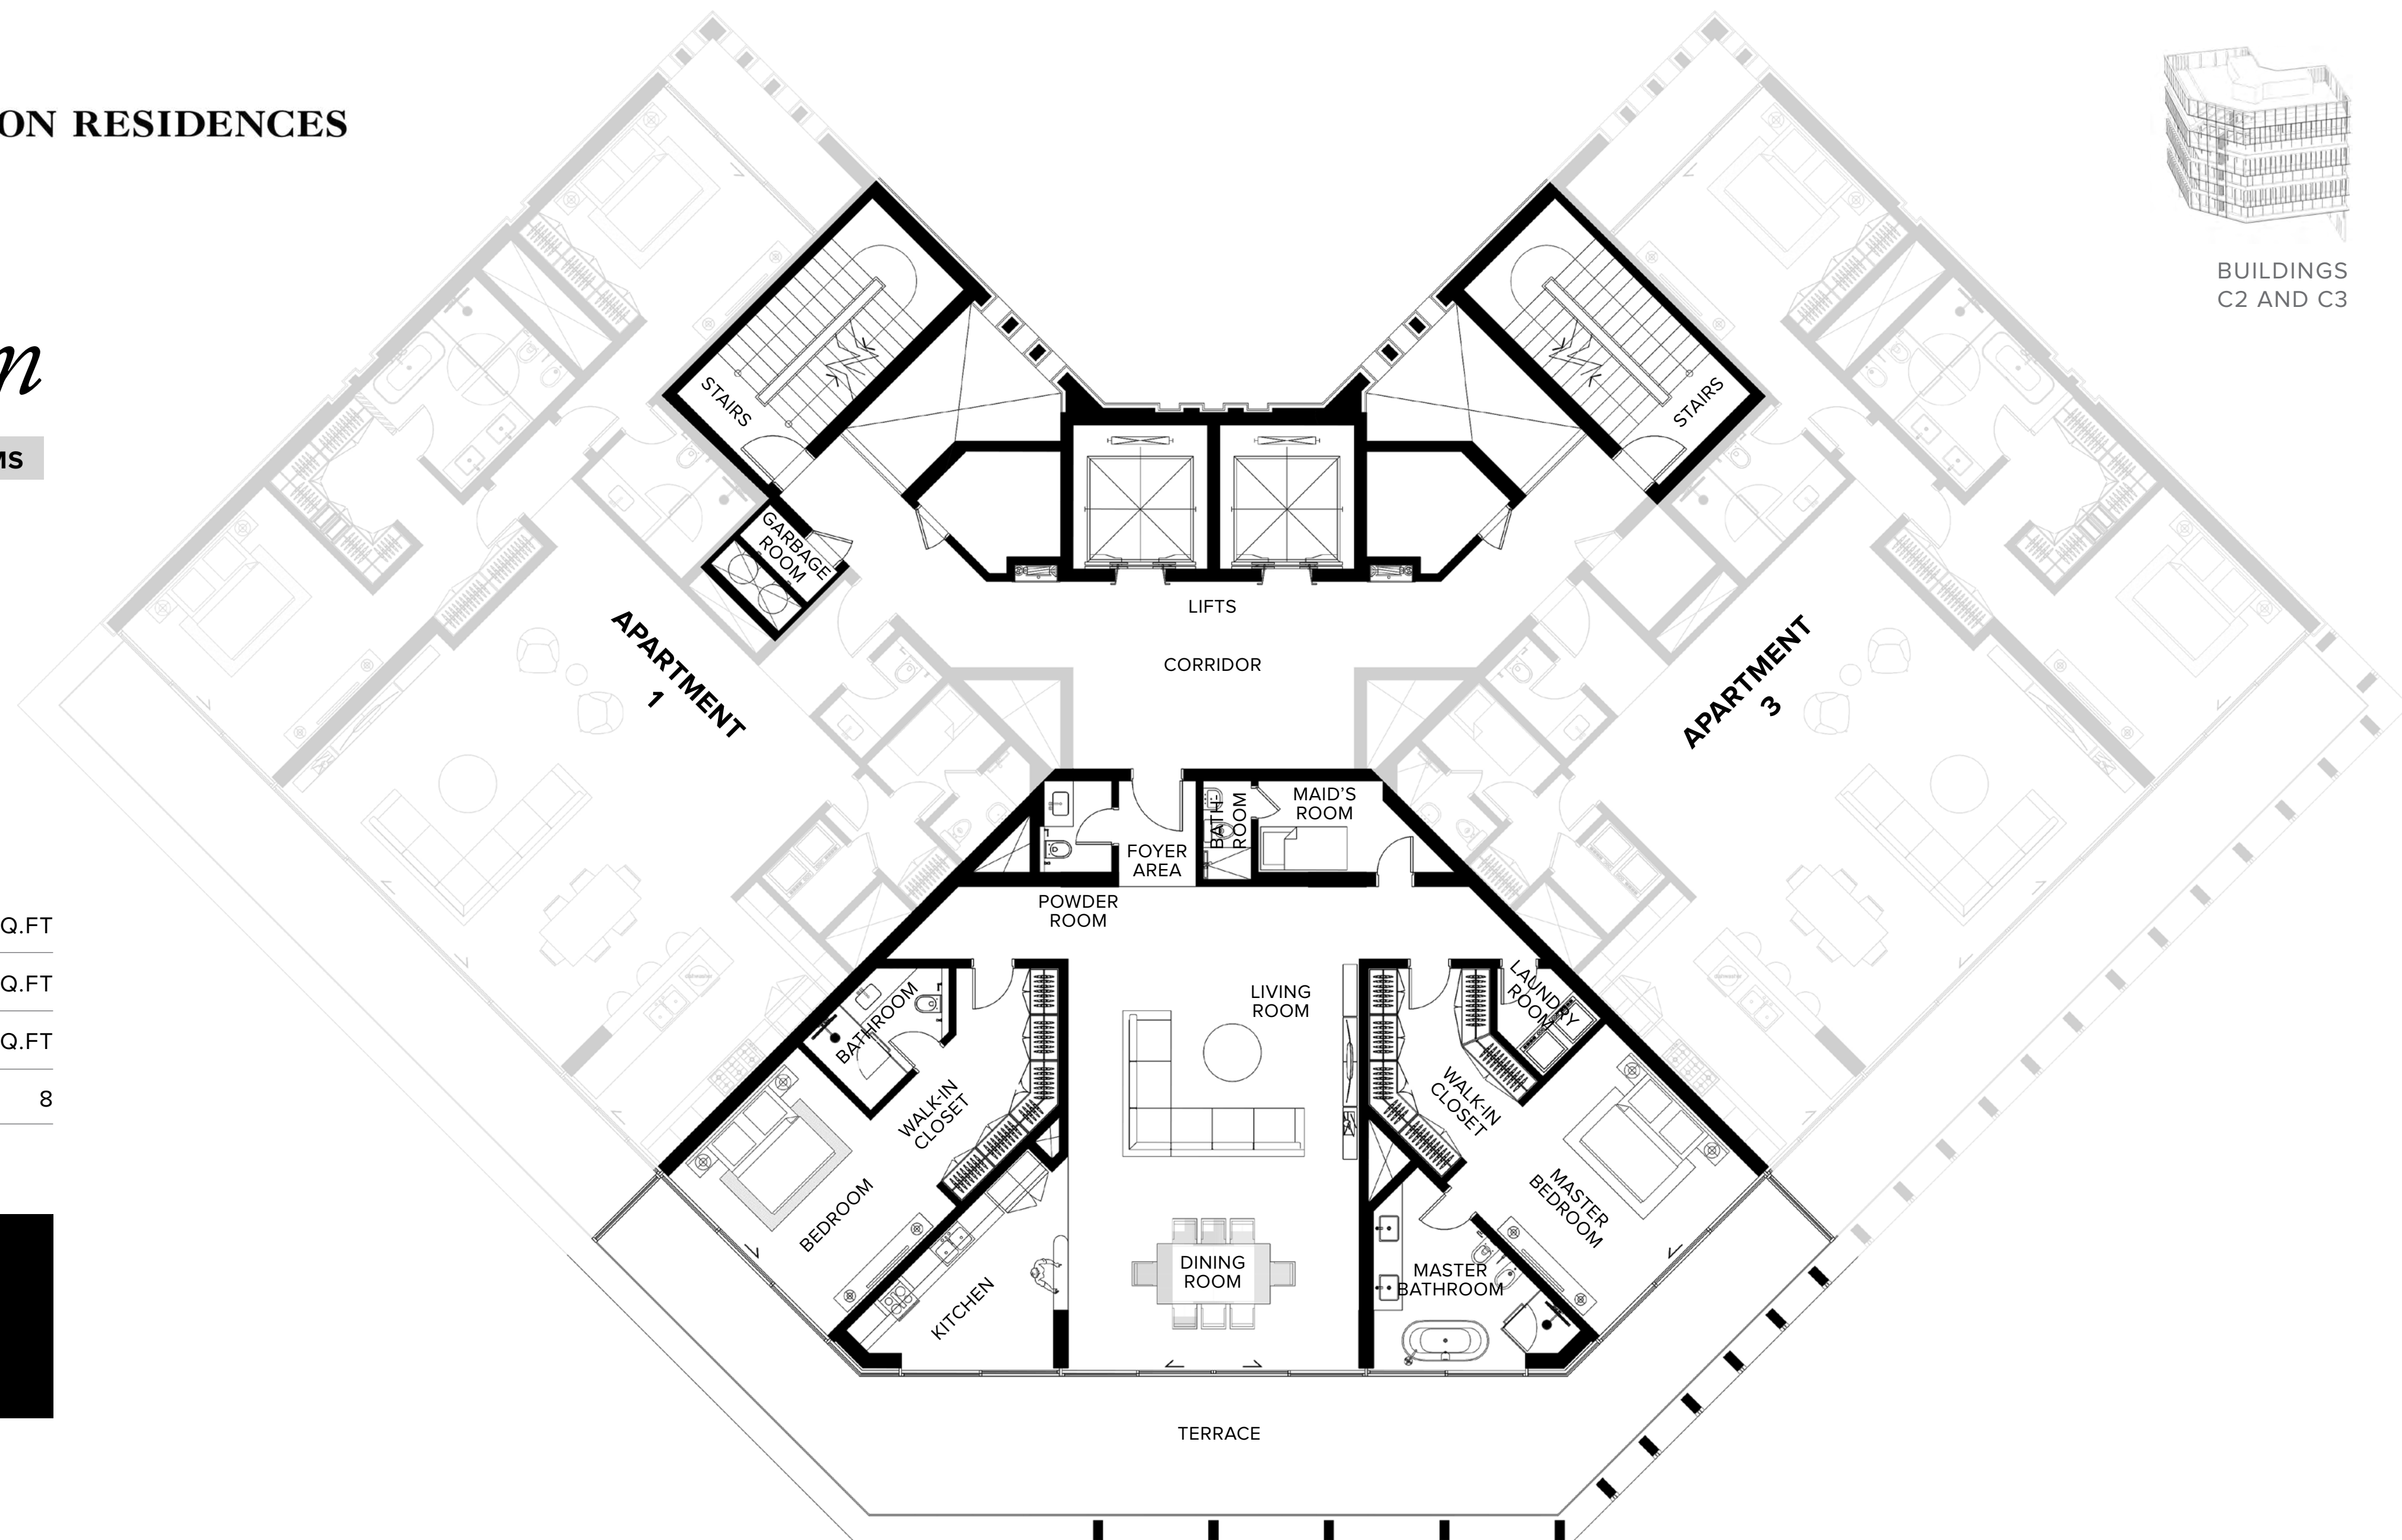 ON RESIDENCES
BUILDINGS
C2 AND C3
n
MS
STAIRS
STAIRS
GARBAGE
ROOM
LIFTS
APARTMENT
1
CORRIDOR
APARTMENT
3
BATH-
ROOM
MAID'S
ROOM
FOYER
AREA
POWDER
ROOM
Q.FT
Q.FT
Q.FT
8
BATHROOM
LIVING
ROOM
LAUNDRY
ROOM
WALK-IN
CLOSET
WALK-IN
CLOSET
BEDROOM
MASTER
BEDROOM
KITCHEN
DINING
ROOM
MASTER
BATHROOM
TERRACE